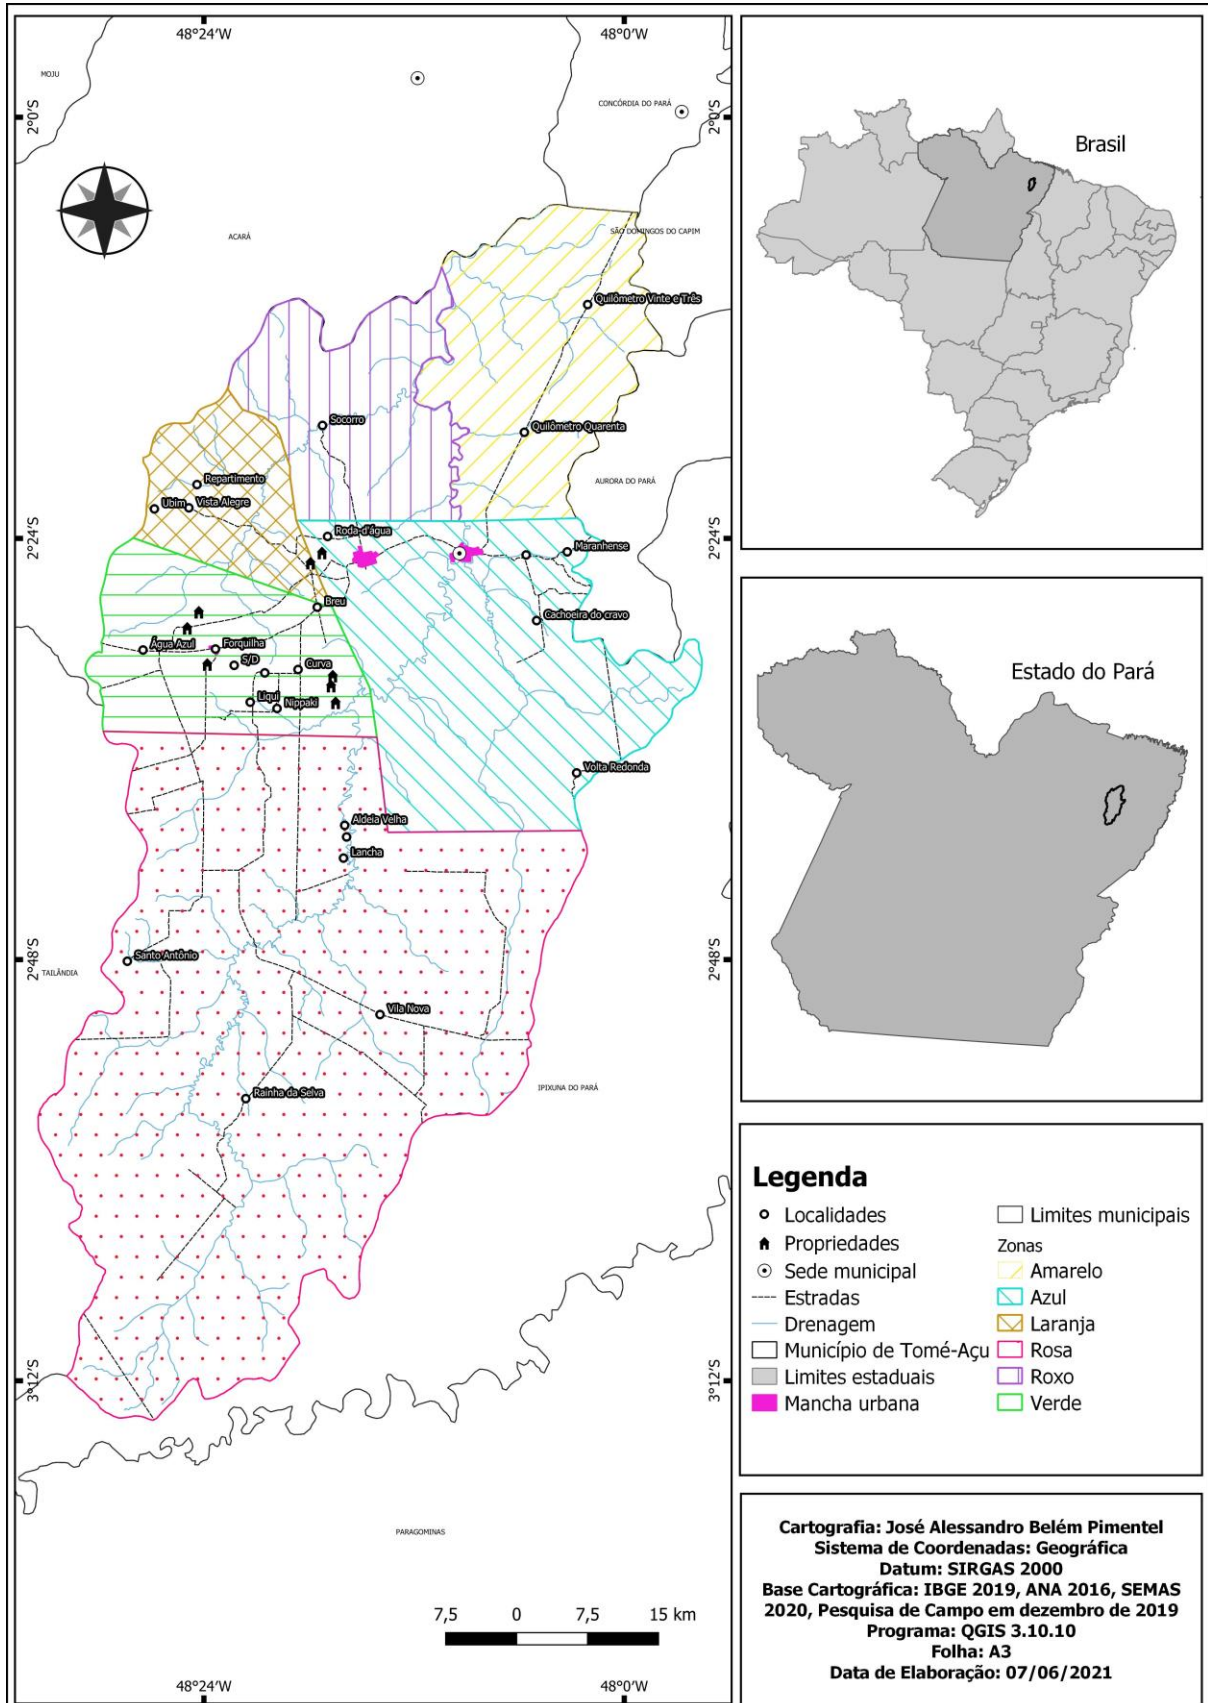 48°24'W
48°0'W
MOJU
CONCÓRDIA DO PARÁ
2°0'S
2°0'S
ACARÁ
SÃO DOMINGOS DO CAPIM
Quilômetro Vinte e Três
Socorro
Quilômetro Quarenta
Repartimento
AURORA DO PARÁ
Ubim
Vista Alegre
2°24'S
Roda-d'água
Maranhense
2°24'S
Breu
Cachoeira do cravo
Água Azul
Forquilha
S/D
Curva
Liqui
Nippaki
Volta Redonda
Aldeia Velha
Lancha
2°48'S
Santo Antônio
2°48'S
TAILÂNDIA
Vila Nova
IPIXUNA DO PARÁ
Rainha da Selva
3°12'S
3°12'S
PARAGOMINAS
7,5 0 7,5 15 km
48°24'W
48°0'W
Brasil
Estado do Pará
Legenda
Localidades
Propriedades
Sede municipal
Estradas
Drenagem
Município de Tomé-Açu
Limites estaduais
Mancha urbana
Limites municipais
Zonas
Amarelo
Azul
Laranja
Rosa
Roxo
Verde
Cartografia: José Alessandro Belém Pimentel
Sistema de Coordenadas: Geográfica
Datum: SIRGAS 2000
Base Cartográfica: IBGE 2019, ANA 2016, SEMAS
2020, Pesquisa de Campo em dezembro de 2019
Programa: QGIS 3.10.10
Folha: A3
Data de Elaboração: 07/06/2021